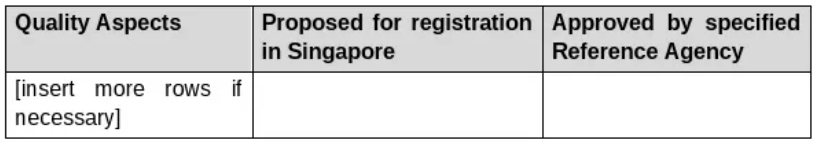 Quality Aspects
Proposed for registration
in Singapore
Approved by specified
Reference Agency
[insert more rows if
necessary]